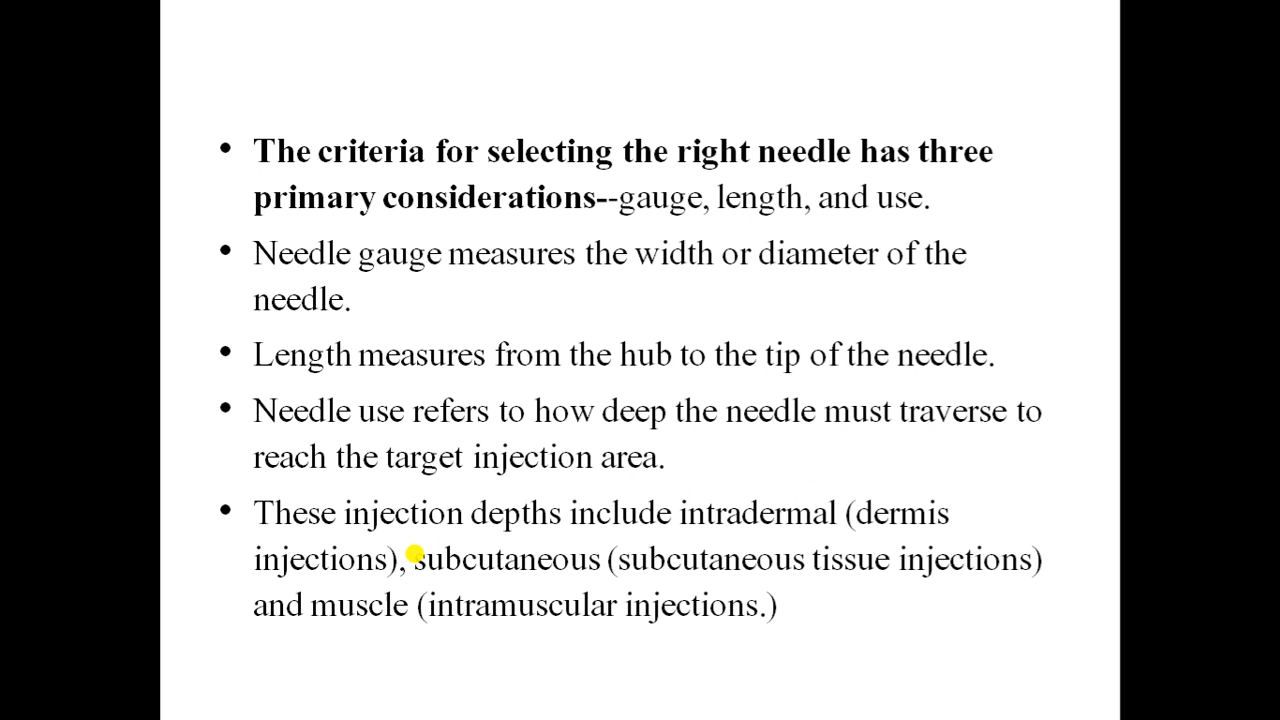 • The criteria for selecting the right needle has three
primary considerations--gauge, length, and use.
• Needle gauge measures the width or diameter of the
needle.
• Length measures from the hub to the tip of the needle.
• Needle use refers to how deep the needle must traverse to
reach the target injection area.
• These injection depths include intradermal (dermis
injections), subcutaneous (subcutaneous tissue injections)
and muscle (intramuscular injections.)